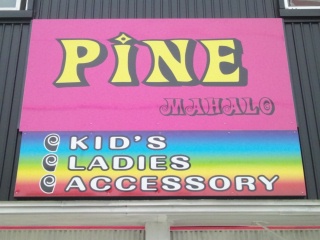 PINE
MAHALO
KID'S
LADIES
ACCESSORY